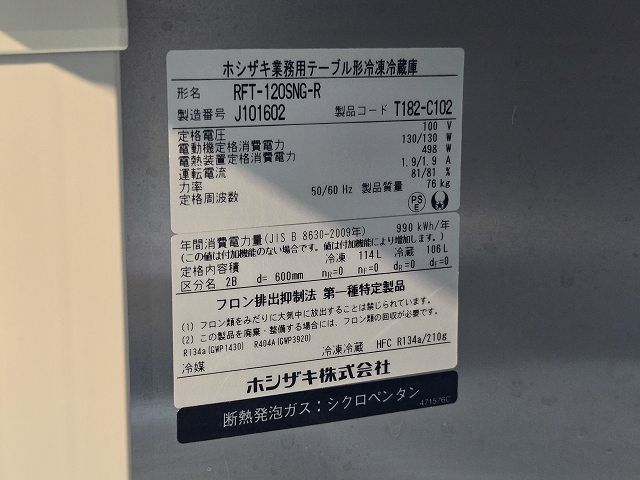 ホシザキ業務用テーブル形冷凍冷蔵庫
形名 RFT-120SNG-R
製造番号 J101602 製品コード T182-C102
定格電圧 100 V
電動機定格消費電力 130/130 W
電熱装置定格消費電力 498 W
運転電流 1.9/1.9 A
力率 81/81 %
定格周波数 50/60 Hz 製品質量 76 kg
PS
E
年間消費電力量(JIS B 8630-2009年) 990 kWh/年
(この値は付加機能のない場合です。値は付加機能により増加します。)
定格内容積 冷凍 114L 冷蔵 106L
区分名 2B d= 600mm nR=0 nF=0 dR=0 dF=0
フロン排出抑制法 第一種特定製品
(1) フロン類をみだりに大気中に放出することは禁じられています。
(2) この製品を廃棄・整備する場合には、フロン類の回収が必要です。
R134a(GWP1430) R404A(GWP3920)
冷媒 冷凍冷蔵 HFC R134a/210g
ホシザキ株式会社
断熱発泡ガス：シクロペンタン
471576C